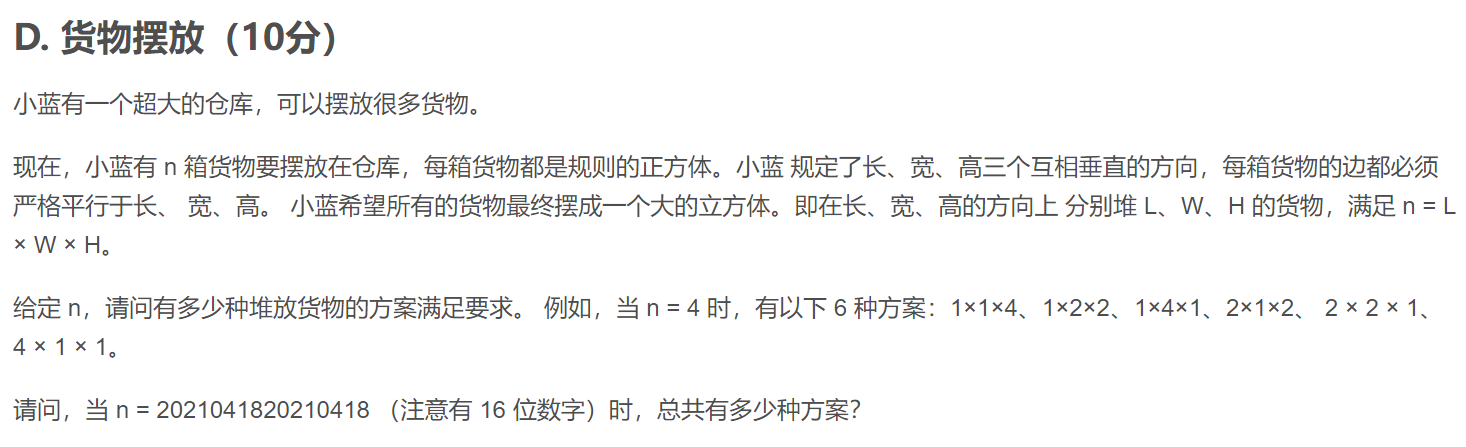 D. 货物摆放（10分）
小蓝有一个超大的仓库，可以摆放很多货物。
现在，小蓝有 n 箱货物要摆放在仓库，每箱货物都是规则的正方体。小蓝 规定了长、宽、高三个互相垂直的方向，每箱货物的边都必须
严格平行于长、 宽、高。 小蓝希望所有的货物最终摆成一个大的立方体。即在长、宽、高的方向上 分别堆 L、W、H 的货物，满足 n = L
× W × H。
给定 n，请问有多少种堆放货物的方案满足要求。 例如，当 n = 4 时，有以下 6 种方案：1×1×4、1×2×2、1×4×1、2×1×2、 2 × 2 × 1、
4 × 1 × 1。
请问，当 n = 2021041820210418 （注意有 16 位数字）时，总共有多少种方案？